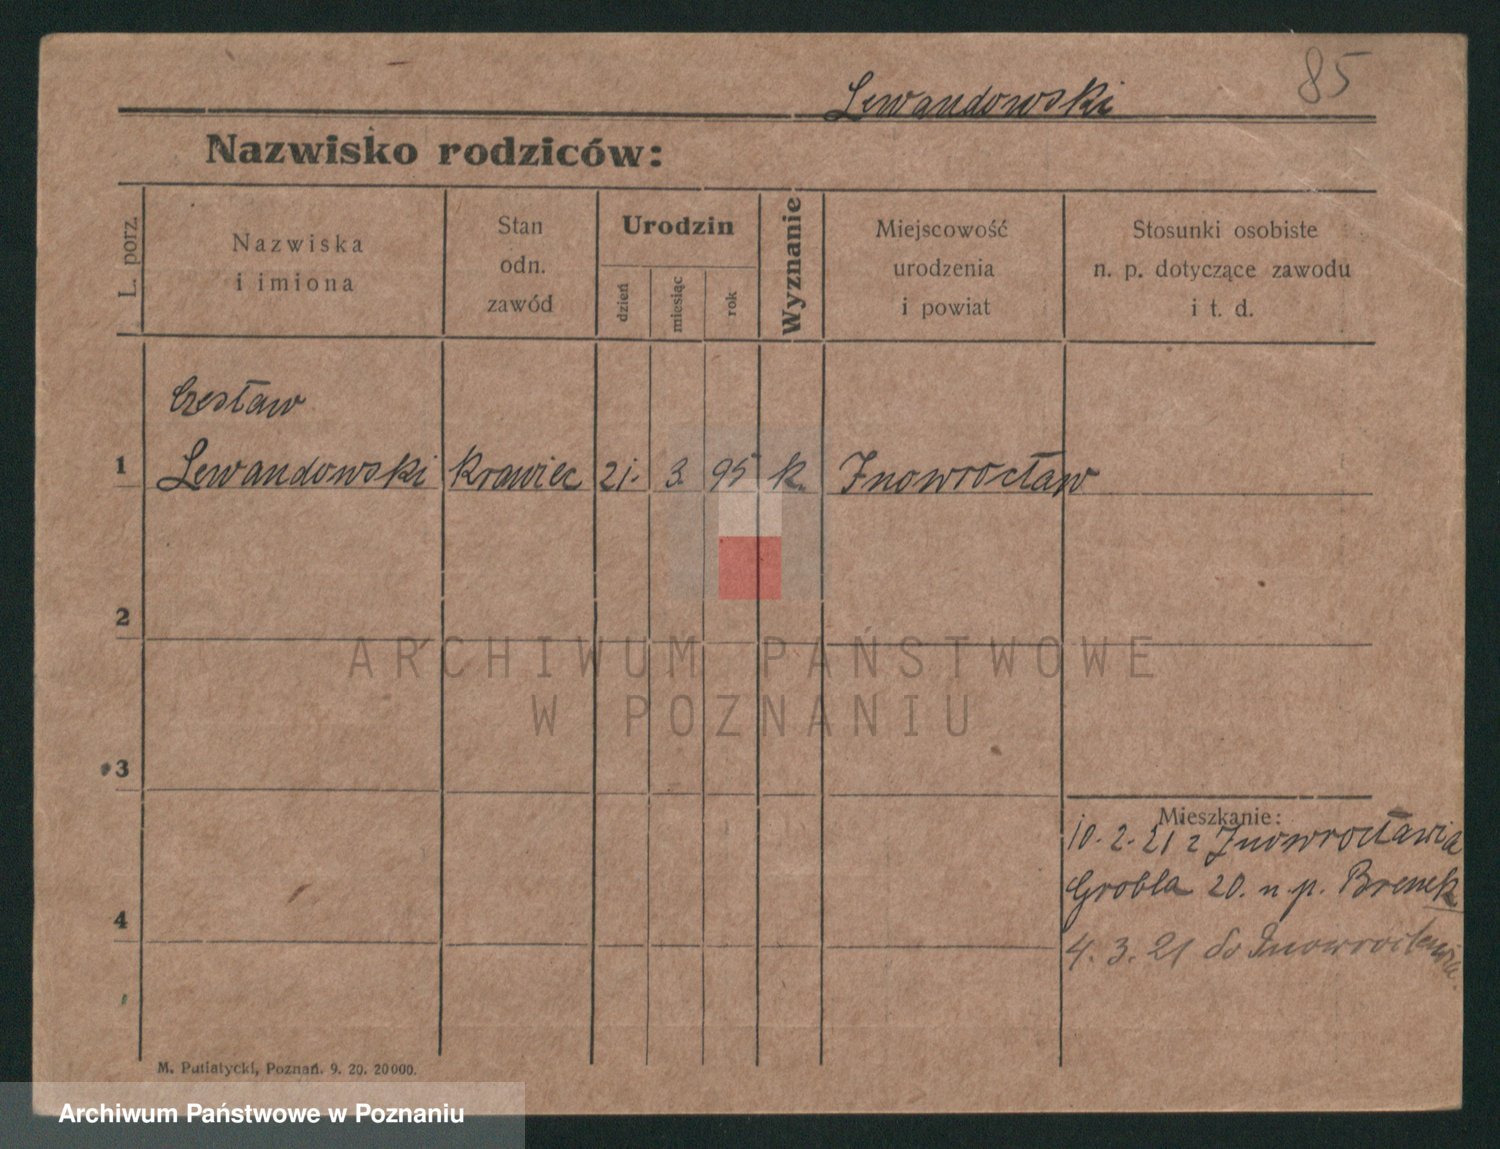 85
Lewandowski
Nazwisko rodziców:
L. porz.
Nazwiska
i imiona
Stan
odn.
zawód
Urodzin
dzień
miesiąc
rok
Wyznanie
Miejscowość
urodzenia
i powiat
Stosunki osobiste
n. p. dotyczące zawodu
i t. d.
Czesław
1 Lewandowski krawiec 21. 3. 95 k. Inowrocław
2
ARCHIWUM PAŃSTWOWE
W POZNANIU
3
Mieszkanie:
10. 2. 21 z Inowrocławia
Grobla 20. n. p. Brenek
4
4. 3. 21 do Inowrocławia.
M. Putiatycki, Poznań. 9. 20. 20000.
Archiwum Państwowe w Poznaniu